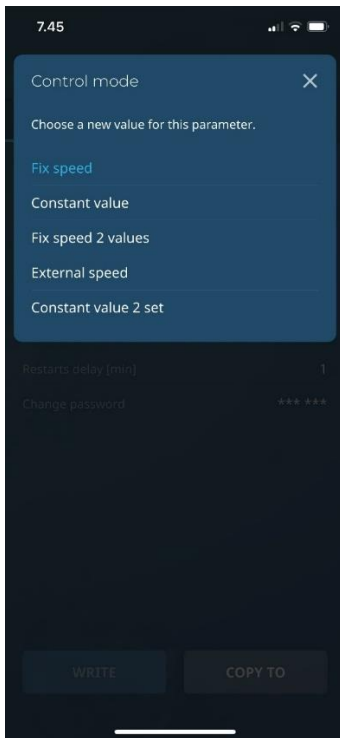 7.45
Control mode
Choose a new value for this parameter.
Fix speed
Constant value
Fix speed 2 values
External speed
Constant value 2 set
Restarts delay [min] 1
Change password *** ***
WRITE COPY TO